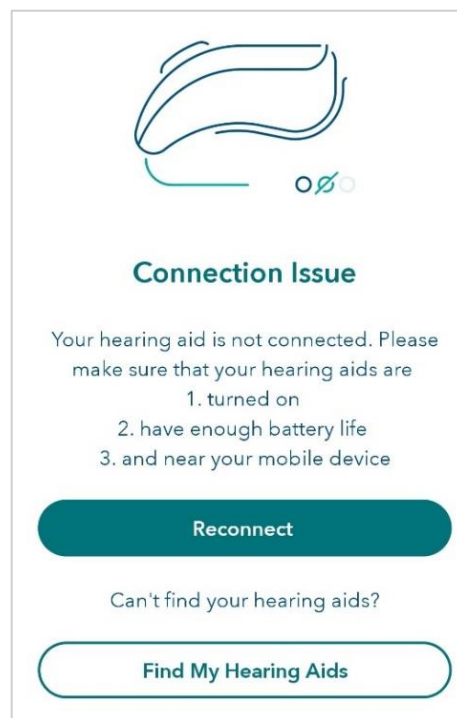 Connection Issue
Your hearing aid is not connected. Please
make sure that your hearing aids are
1. turned on
2. have enough battery life
3. and near your mobile device
Reconnect
Can't find your hearing aids?
Find My Hearing Aids